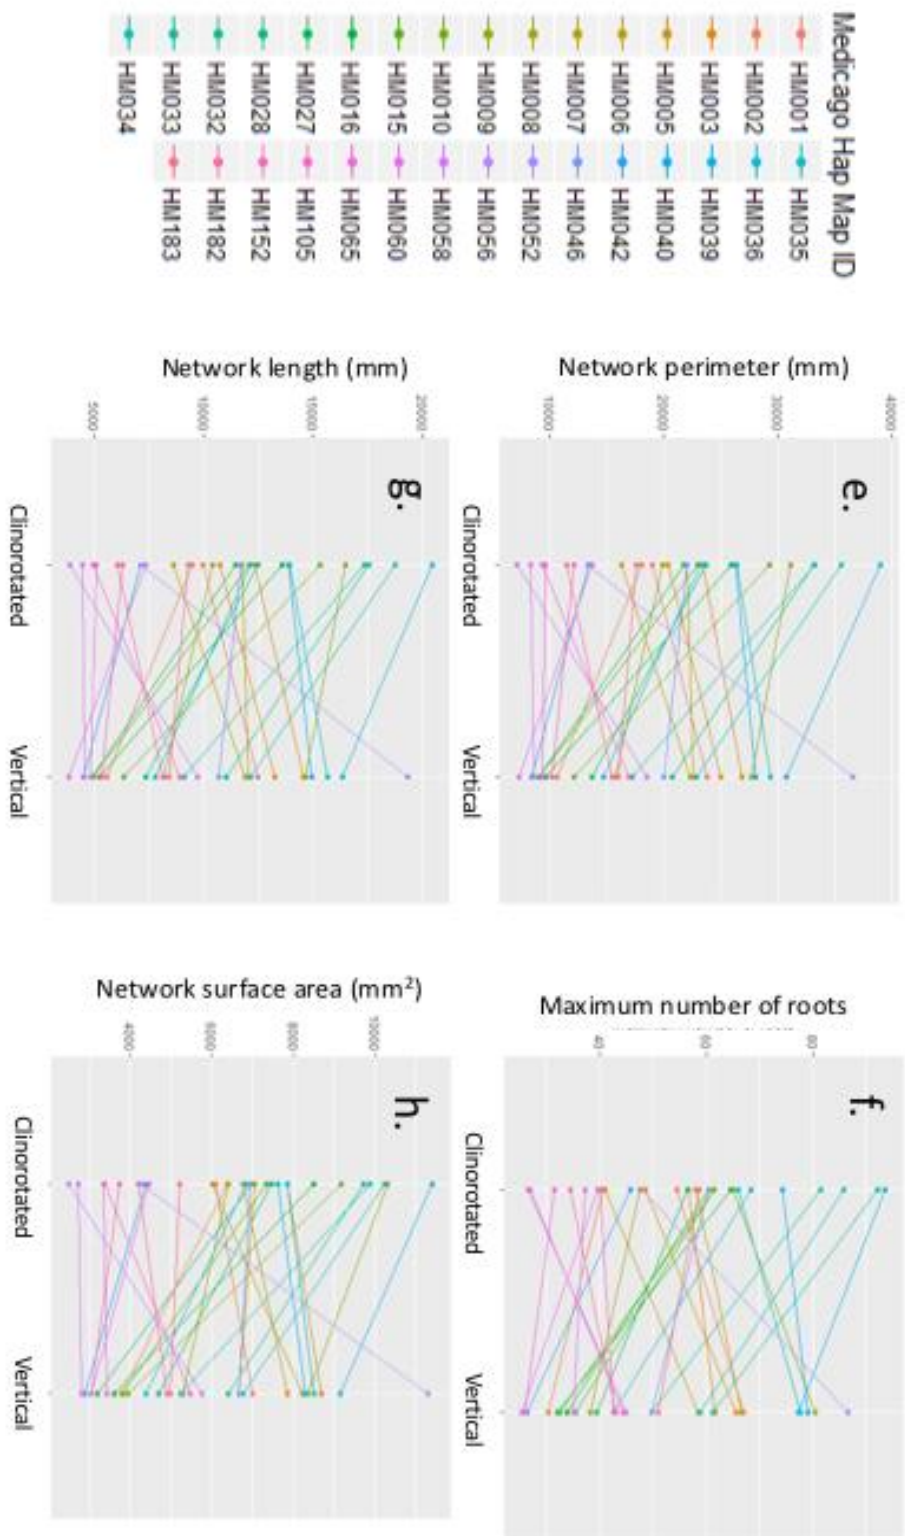 Medicago Hap Map ID
HM001 HM035
HM002 HM036
HM003 HM039
HM005 HM040
HM006 HM042
HM007 HM046
HM008 HM052
HM009 HM056
HM010 HM058
HM015 HM060
HM016 HM065
HM027 HM105
HM028 HM152
HM032 HM182
HM033 HM183
HM034
e.
Network perimeter (mm)
40000
30000
20000
10000
Clinorotated Vertical
f.
Maximum number of roots
80
60
40
Clinorotated Vertical
g.
Network length (mm)
20000
15000
10000
5000
Clinorotated Vertical
h.
Network surface area (mm²)
10000
8000
6000
4000
Clinorotated Vertical